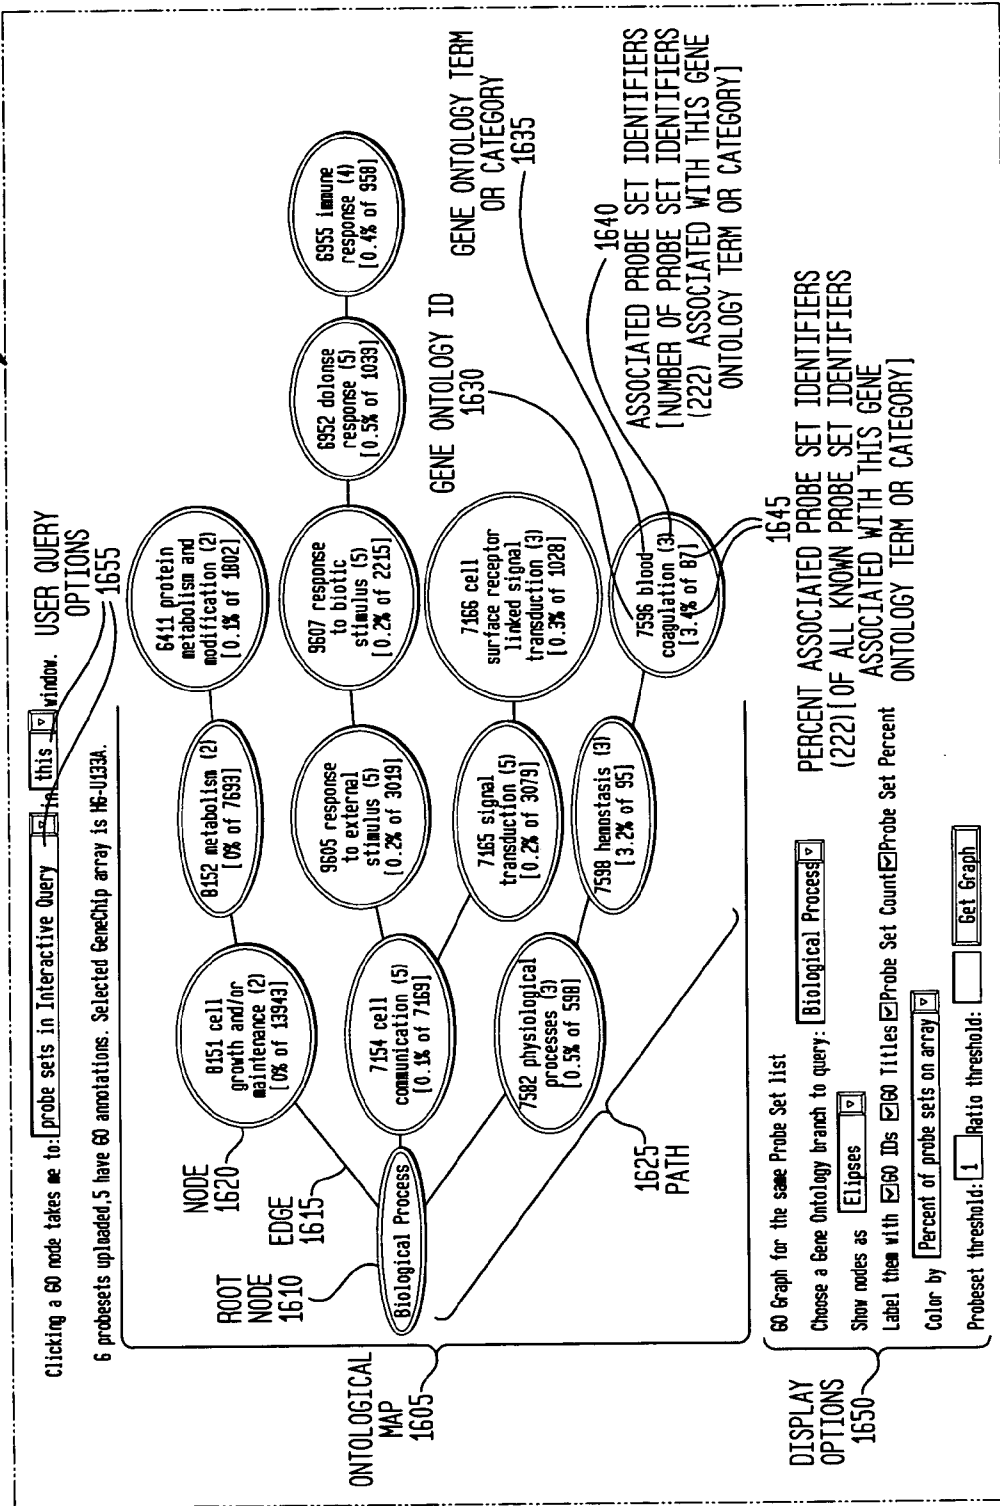 Clicking a GO node takes me to: probe sets in Interactive Query in this window.
USER QUERY
OPTIONS
1655
6 probesets uploaded,5 have GO annotations. Selected GeneChip array is HG-U133A.
ONTOLOGICAL
MAP
1605
ROOT
NODE
1610
EDGE
1615
NODE
1620
Biological Process
8151 cell
growth and/or
maintenance (2)
[0% of 13943]
8152 metabolism (2)
[0% of 7693]
6411 protein
metabolism and
modification (2)
[0.1% of 1802]
7154 cell
communication (5)
[0.1% of 7169]
9605 response
to external
stimulus (5)
[0.2% of 3019]
9607 response
to biotic
stimulus (5)
[0.2% of 2215]
6952 dolonse
response (5)
[0.5% of 1039]
6955 immune
response (4)
[0.4% of 958]
7165 signal
transduction (5)
[0.2% of 3079]
7166 cell
surface receptor
linked signal
transduction (3)
[0.3% of 1028]
7582 physiological
processes (3)
[0.5% of 598]
7598 hemostasis (3)
[3.2% of 95]
7596 blood
coagulation (3)
[3.4% of 87]
1625
PATH
GENE ONTOLOGY ID
1630
GENE ONTOLOGY TERM
OR CATEGORY
1635
1640
ASSOCIATED PROBE SET IDENTIFIERS
[NUMBER OF PROBE SET IDENTIFIERS
(222) ASSOCIATED WITH THIS GENE
ONTOLOGY TERM OR CATEGORY]
1645
PERCENT ASSOCIATED PROBE SET IDENTIFIERS
(222)[OF ALL KNOWN PROBE SET IDENTIFIERS
ASSOCIATED WITH THIS GENE
ONTOLOGY TERM OR CATEGORY]
DISPLAY
OPTIONS
1650
GO Graph for the same Probe Set list
Choose a Gene Ontology branch to query: Biological Process
Show nodes as Elipses
Label them with GO IDs GO Titles Probe Set Count Probe Set Percent
Color by Percent of probe sets on array
Probeset threshold: 1 Ratio threshold: Get Graph